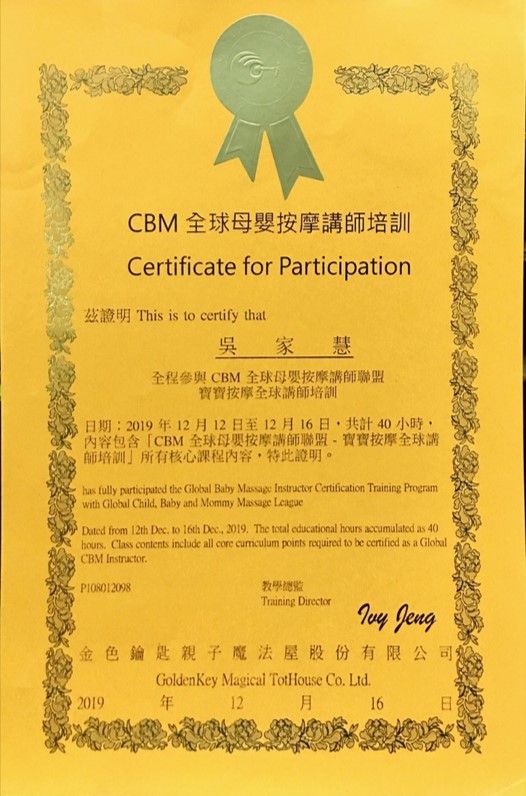 CBM 全球母嬰按摩講師培訓
Certificate for Participation
茲證明 This is to certify that
吳 家 慧
全程參與 CBM 全球母嬰按摩講師聯盟
寶寶按摩全球講師培訓
日期：2019 年 12 月 12 日至 12 月 16 日，共計 40 小時，
內容包含「CBM 全球母嬰按摩講師聯盟 - 寶寶按摩全球講
師培訓」所有核心課程內容，特此證明。
has fully participated the Global Baby Massage Instructor Certification Training Program
with Global Child, Baby and Mommy Massage League
Dated from 12th Dec. to 16th Dec., 2019. The total educational hours accumulated as 40
hours. Class contents include all core curriculum points required to be certified as a Global
CBM Instructor.
P108012098 教學總監
Training Director
Ivy Jeng
金色鑰匙親子魔法屋股份有限公司
GoldenKey Magical TotHouse Co. Ltd.
2019 年 12 月 16 日